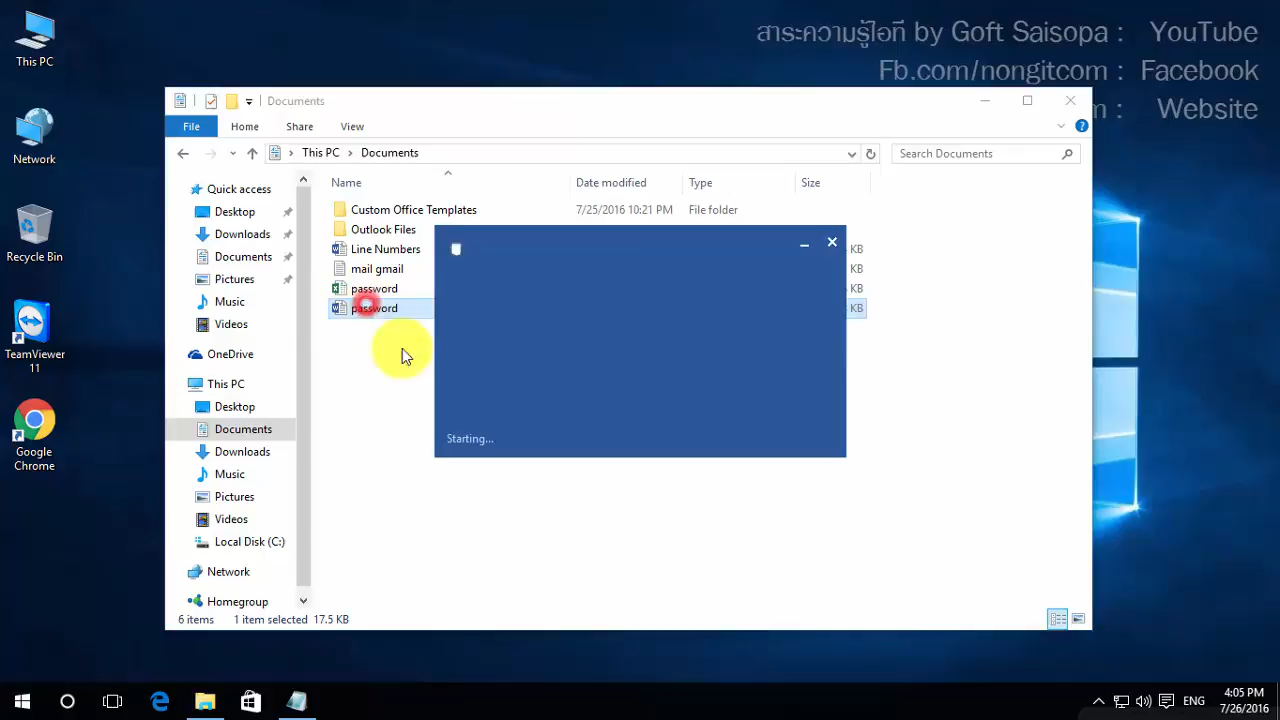 สาระความรู้ไอที by Goft Saisopa : YouTube
Fb.com/nongitcom : Facebook
m : Website
This PC
Network
Recycle Bin
TeamViewer
11
Google
Chrome
Documents
File
Home
Share
View
This PC
Documents
Search Documents
Name
Date modified
Type
Size
Custom Office Templates
7/25/2016 10:21 PM
File folder
Outlook Files
Line Numbers
KB
mail gmail
KB
password
KB
password
KB
Starting...
Quick access
Desktop
Downloads
Documents
Pictures
Music
Videos
OneDrive
This PC
Desktop
Documents
Downloads
Music
Pictures
Videos
Local Disk (C:)
Network
Homegroup
6 items
1 item selected 17.5 KB
ENG
4:05 PM
7/26/2016